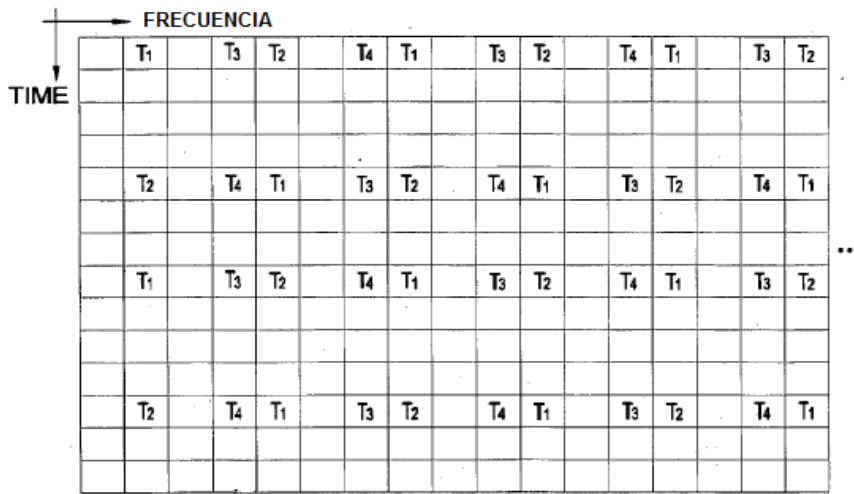 FRECUENCIA
TIME
T1 T3 T2 T4 T1 T3 T2 T4 T1 T3 T2
T2 T4 T1 T3 T2 T4 T1 T3 T2 T4 T1
T1 T3 T2 T4 T1 T3 T2 T4 T1 T3 T2
..
T2 T4 T1 T3 T2 T4 T1 T3 T2 T4 T1